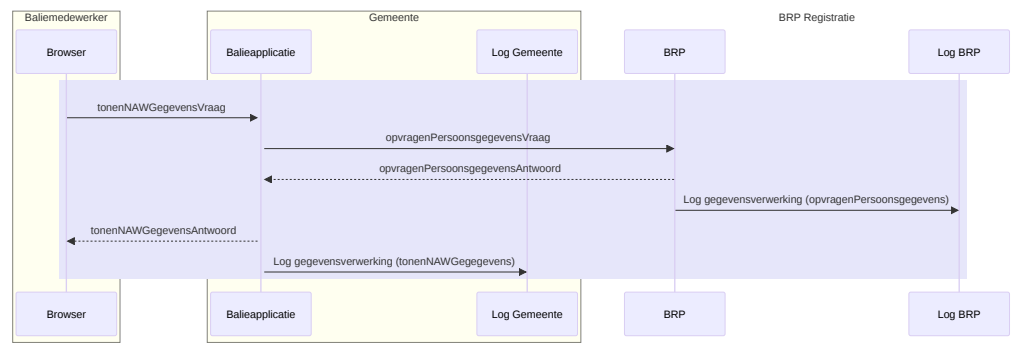 Baliemedewerker
Gemeente
BRP Registratie
Browser
Balieapplicatie
Log Gemeente
BRP
Log BRP
tonenNAWGegevensVraag
opvragenPersoonsgegevensVraag
opvragenPersoonsgegevensAntwoord
Log gegevensverwerking (opvragenPersoonsgegevens)
tonenNAWGegevensAntwoord
Log gegevensverwerking (tonenNAWGegegevens)
Browser
Balieapplicatie
Log Gemeente
BRP
Log BRP